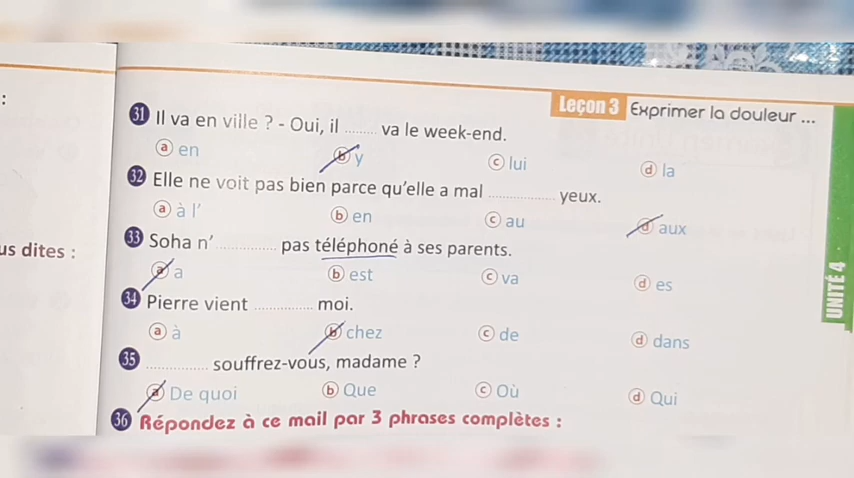 :
Leçon 3 Exprimer la douleur ...
31 Il va en ville ? - Oui, il ........ va le week-end.
a en b y c lui d la
32 Elle ne voit pas bien parce qu'elle a mal ................ yeux.
a à l' b en c au d aux
33 Soha n' .............. pas téléphoné à ses parents.
us dites :
a a b est c va d es
34 Pierre vient .............. moi.
a à b chez c de d dans
35 .............. souffrez-vous, madame ?
a De quoi b Que c Où d Qui
36 Répondez à ce mail par 3 phrases complètes :
UNITÉ 4